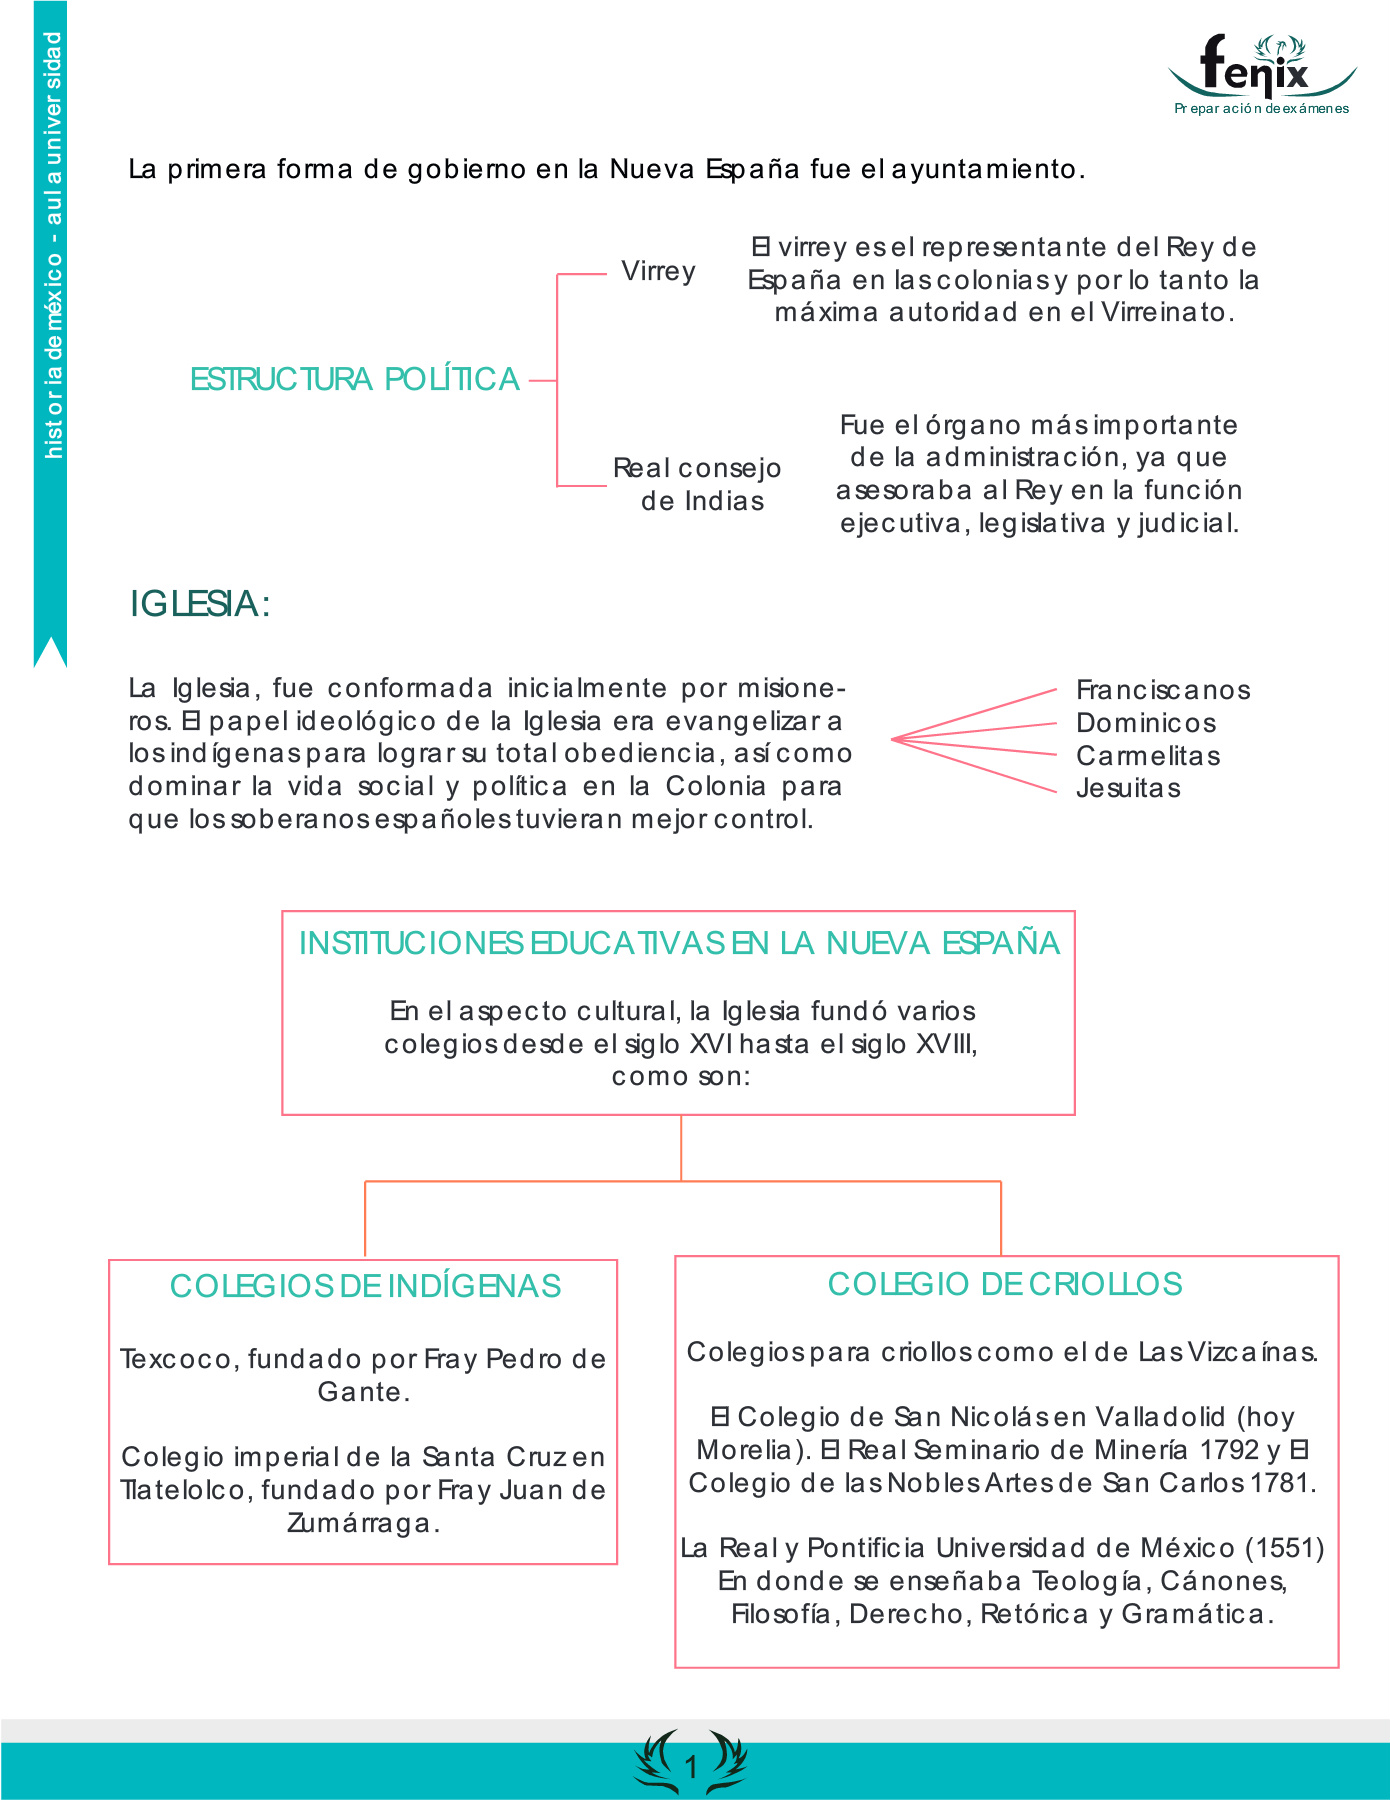 historia de méxico - aula universidad
fenix
Preparación de exámenes
La primera forma de gobierno en la Nueva España fue el ayuntamiento.
Virrey
El virrey es el representante del Rey de
España en las colonias y por lo tanto la
máxima autoridad en el Virreinato.
ESTRUCTURA POLÍTICA
Real consejo
de Indias
Fue el órgano más importante
de la administración, ya que
asesoraba al Rey en la función
ejecutiva, legislativa y judicial.
IGLESIA:
La Iglesia, fue conformada inicialmente por misione-
ros. El papel ideológico de la Iglesia era evangelizar a
los indígenas para lograr su total obediencia, así como
dominar la vida social y política en la Colonia para
que los soberanos españoles tuvieran mejor control.
Franciscanos
Dominicos
Carmelitas
Jesuitas
INSTITUCIONES EDUCATIVAS EN LA NUEVA ESPAÑA
En el aspecto cultural, la Iglesia fundó varios
colegios desde el siglo XVI hasta el siglo XVIII,
como son:
COLEGIOS DE INDÍGENAS
Texcoco, fundado por Fray Pedro de
Gante.
Colegio imperial de la Santa Cruz en
Tlatelolco, fundado por Fray Juan de
Zumárraga.
COLEGIO DE CRIOLLOS
Colegios para criollos como el de Las Vizcaínas.
El Colegio de San Nicolás en Valladolid (hoy
Morelia). El Real Seminario de Minería 1792 y El
Colegio de las Nobles Artes de San Carlos 1781.
La Real y Pontificia Universidad de México (1551)
En donde se enseñaba Teología, Cánones,
Filosofía, Derecho, Retórica y Gramática.
1